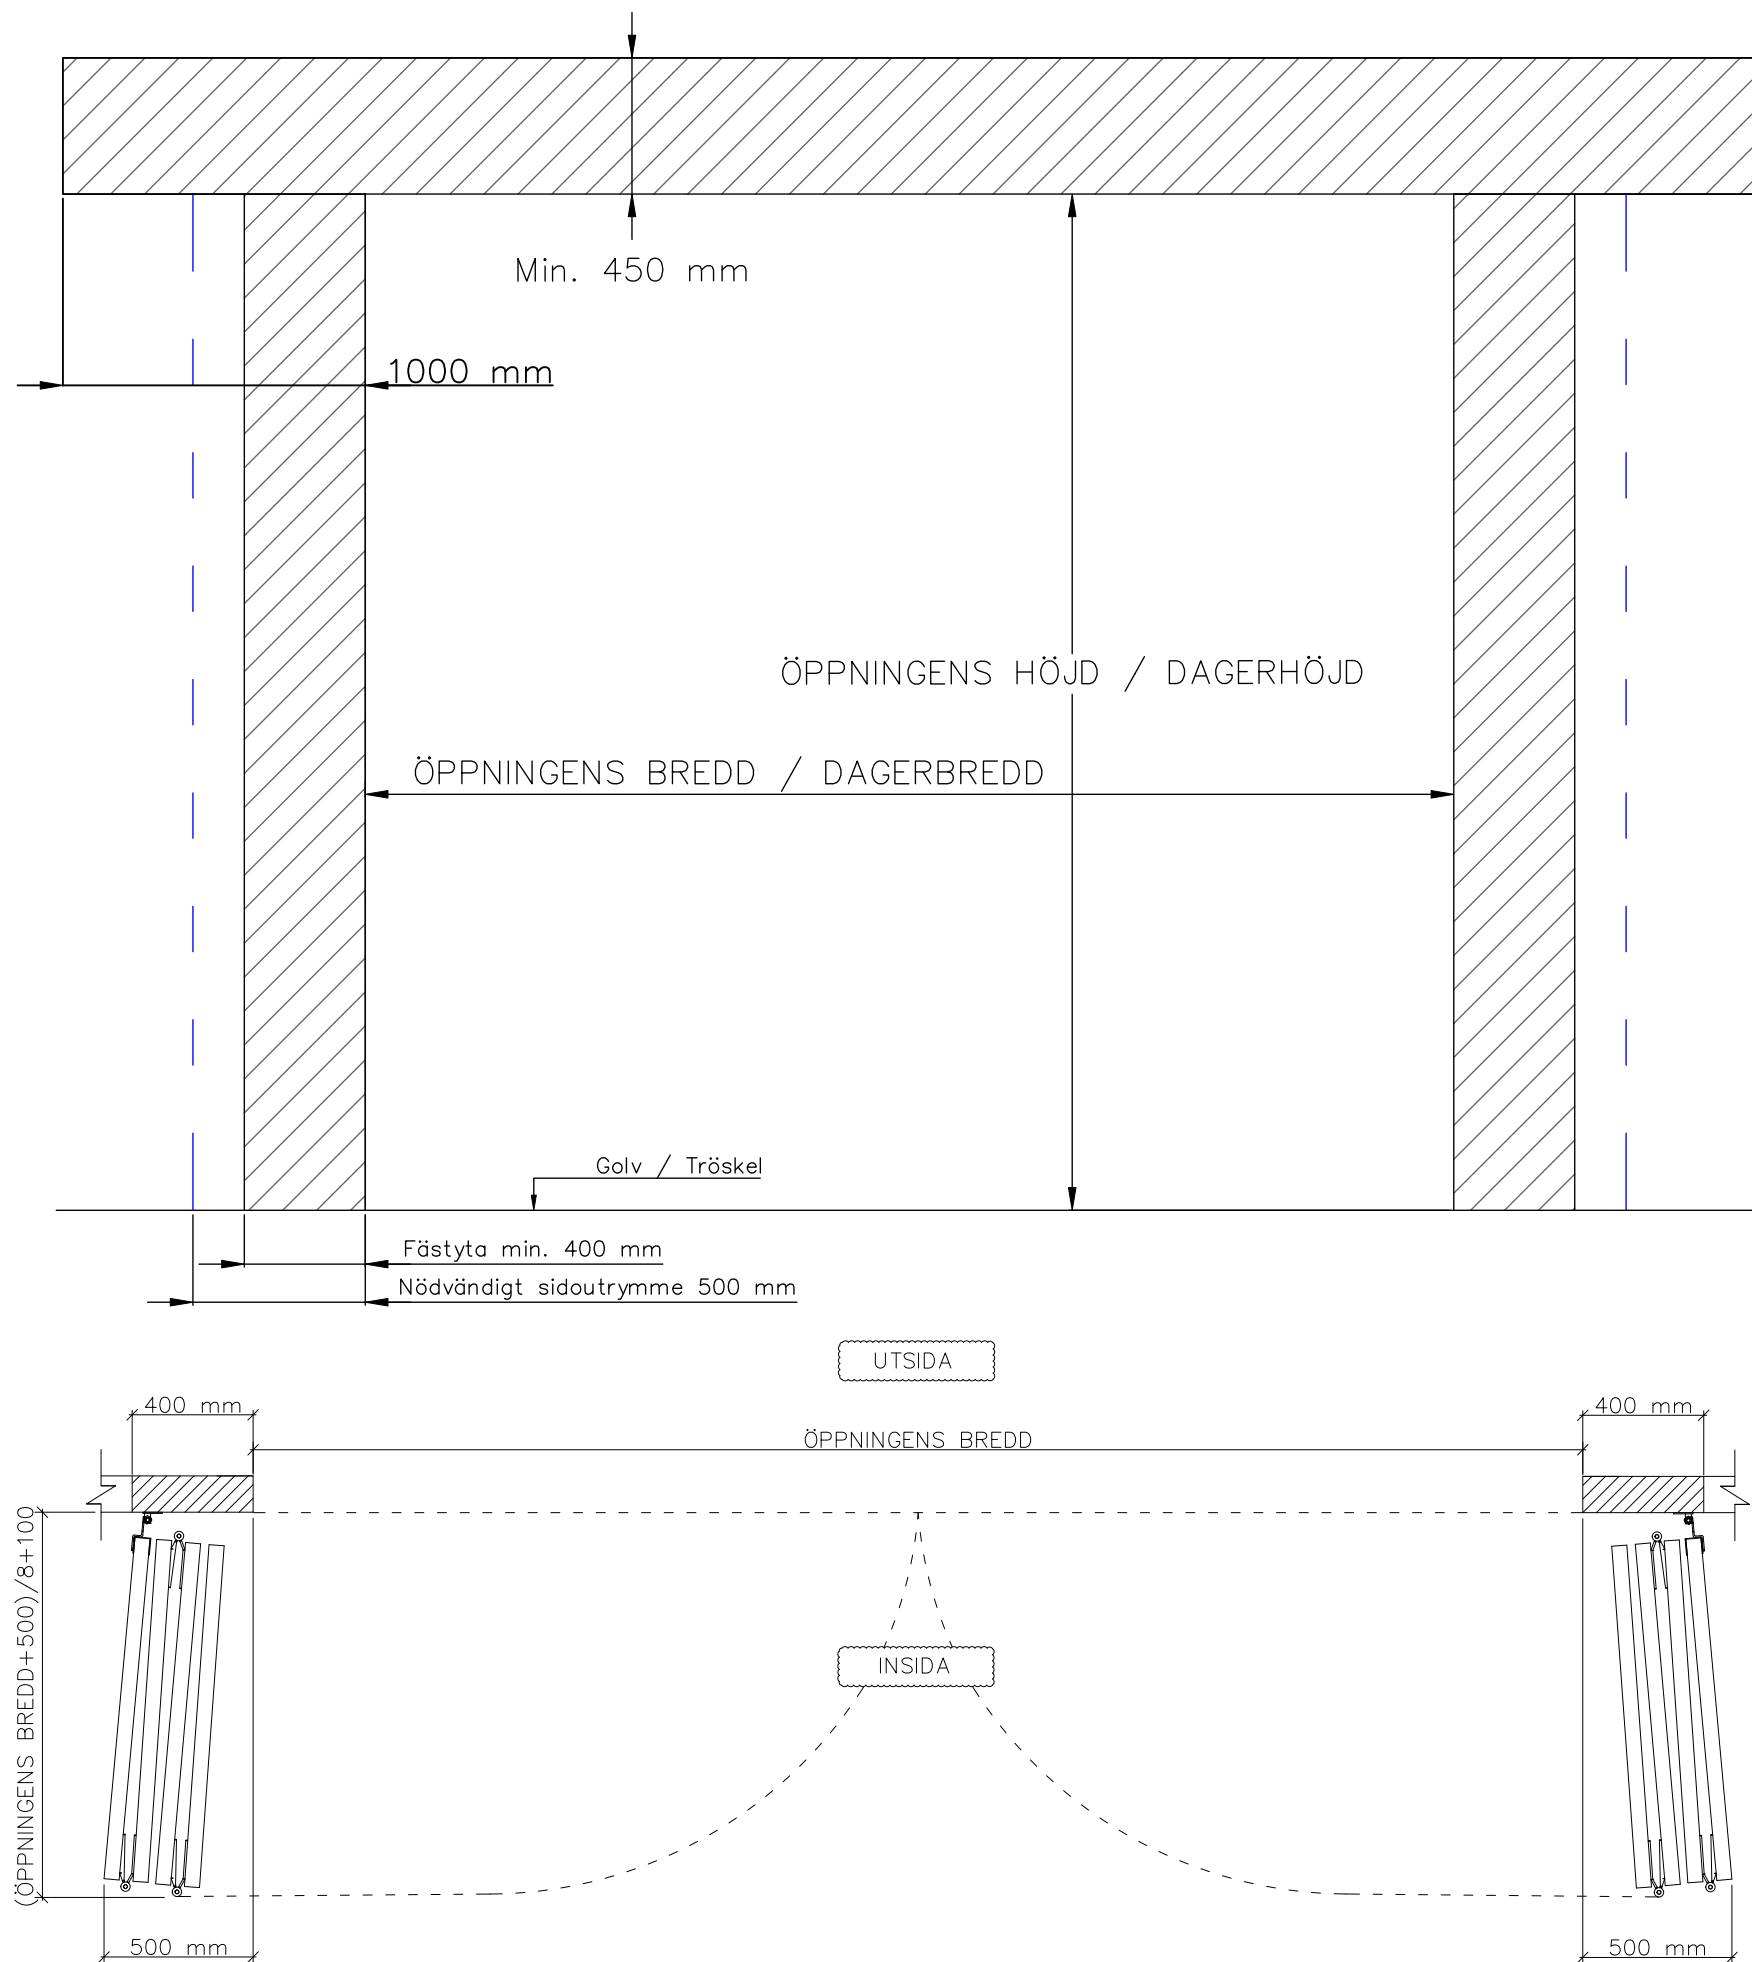 Min. 450 mm
1000 mm
ÖPPNINGENS HÖJD / DAGERHÖJD
ÖPPNINGENS BREDD / DAGERBREDD
Golv / Tröskel
Fästyta min. 400 mm
Nödvändigt sidoutrymme 500 mm
UTSIDA
400 mm
400 mm
ÖPPNINGENS BREDD
(ÖPPNINGENS BREDD+500)/8+100
INSIDA
500 mm
500 mm